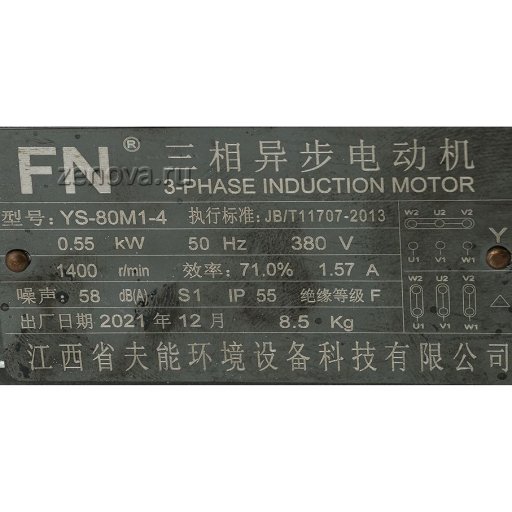 FN® 三相异步电动机
zenova.ru
3-PHASE INDUCTION MOTOR
型号: YS-80M1-4 执行标准: JB/T11707-2013
0.55 kW 50 Hz 380 V
1400 r/min 效率: 71.0% 1.57 A
噪声: 58 dB(A) S1 IP 55 绝缘等级 F
出厂日期 2021 年 12 月 8.5 Kg
江西省夫能环境设备科技有限公司
W2 U2 V2
Y
U1 V1 W1
W2 U2 V2
△
U1 V1 W1